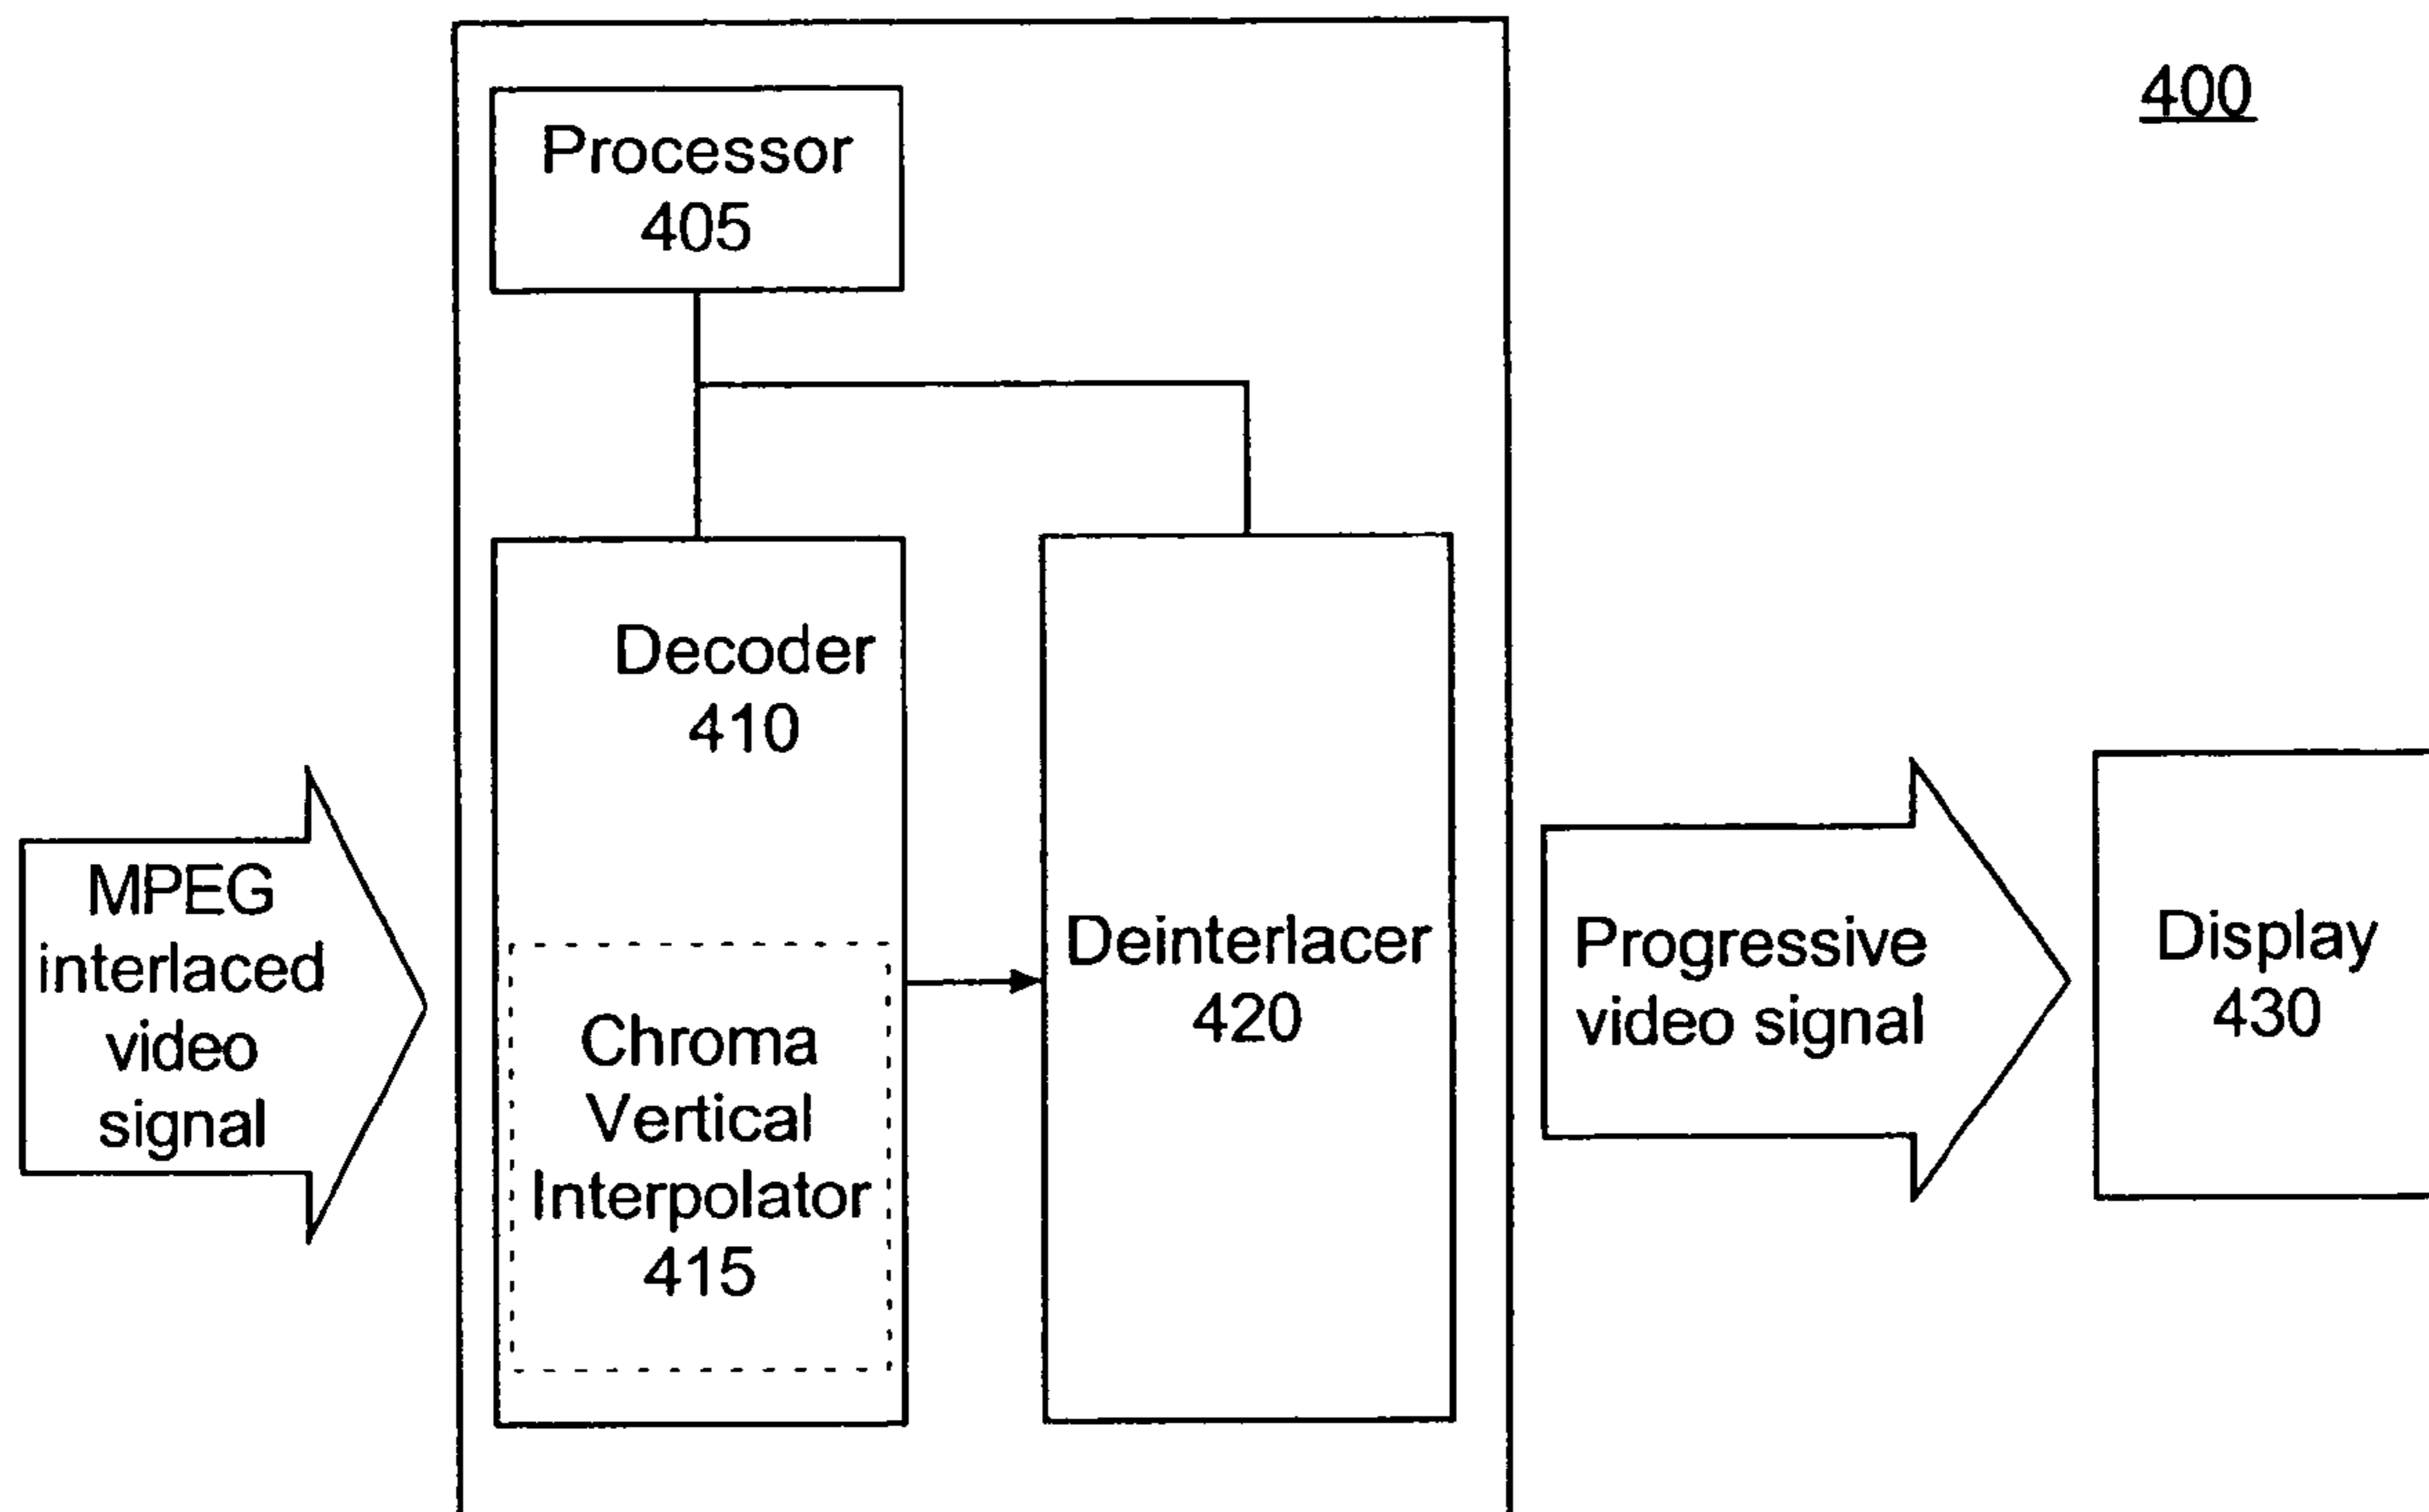 400
Processor
405
Decoder
410
Chroma
Vertical
Interpolator
415
Deinterlacer
420
MPEG
interlaced
video
signal
Progressive
video signal
Display
430